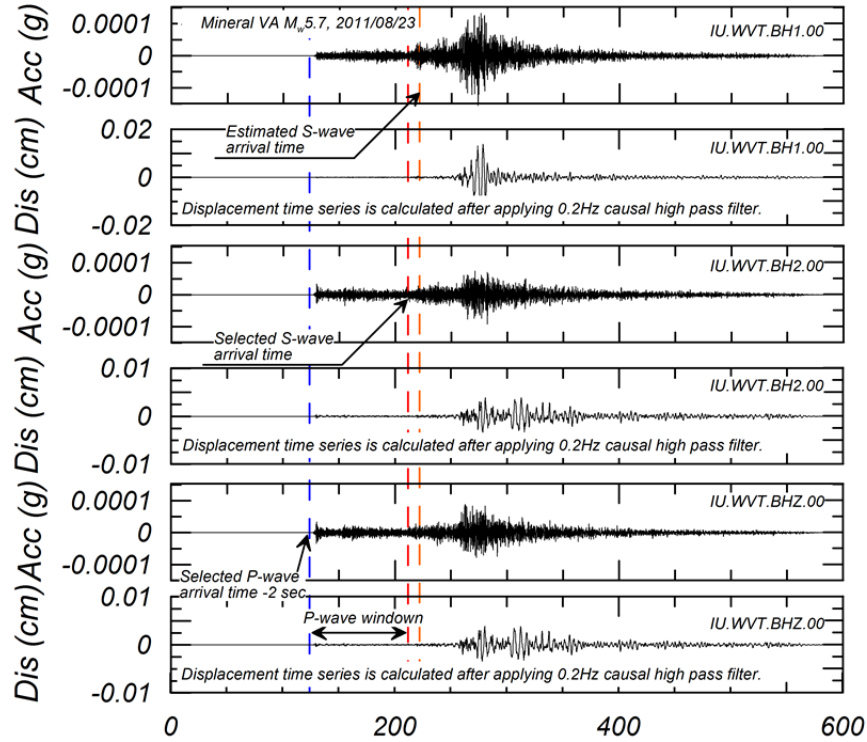 0.0001
0
-0.0001
Acc (g)
Mineral VA Mw5.7, 2011/08/23
IU.WVT.BH1.00
Estimated S-wave
arrival time
0.02
0
-0.02
Dis (cm)
IU.WVT.BH1.00
Displacement time series is calculated after applying 0.2Hz causal high pass filter.
0.0001
0
-0.0001
Acc (g)
IU.WVT.BH2.00
Selected S-wave
arrival time
0.01
0
-0.01
Dis (cm)
IU.WVT.BH2.00
Displacement time series is calculated after applying 0.2Hz causal high pass filter.
0.0001
0
-0.0001
Acc (g)
IU.WVT.BHZ.00
Selected P-wave
arrival time -2 sec
0.01
0
-0.01
Dis (cm)
P-wave windown
IU.WVT.BHZ.00
Displacement time series is calculated after applying 0.2Hz causal high pass filter.
0 200 400 600